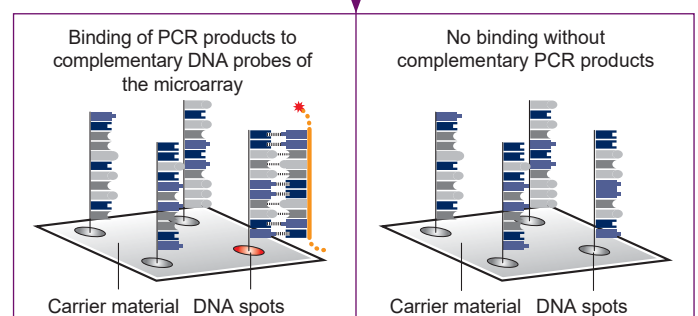 Binding of PCR products to
complementary DNA probes of
the microarray
No binding without
complementary PCR products
Carrier material DNA spots
Carrier material DNA spots